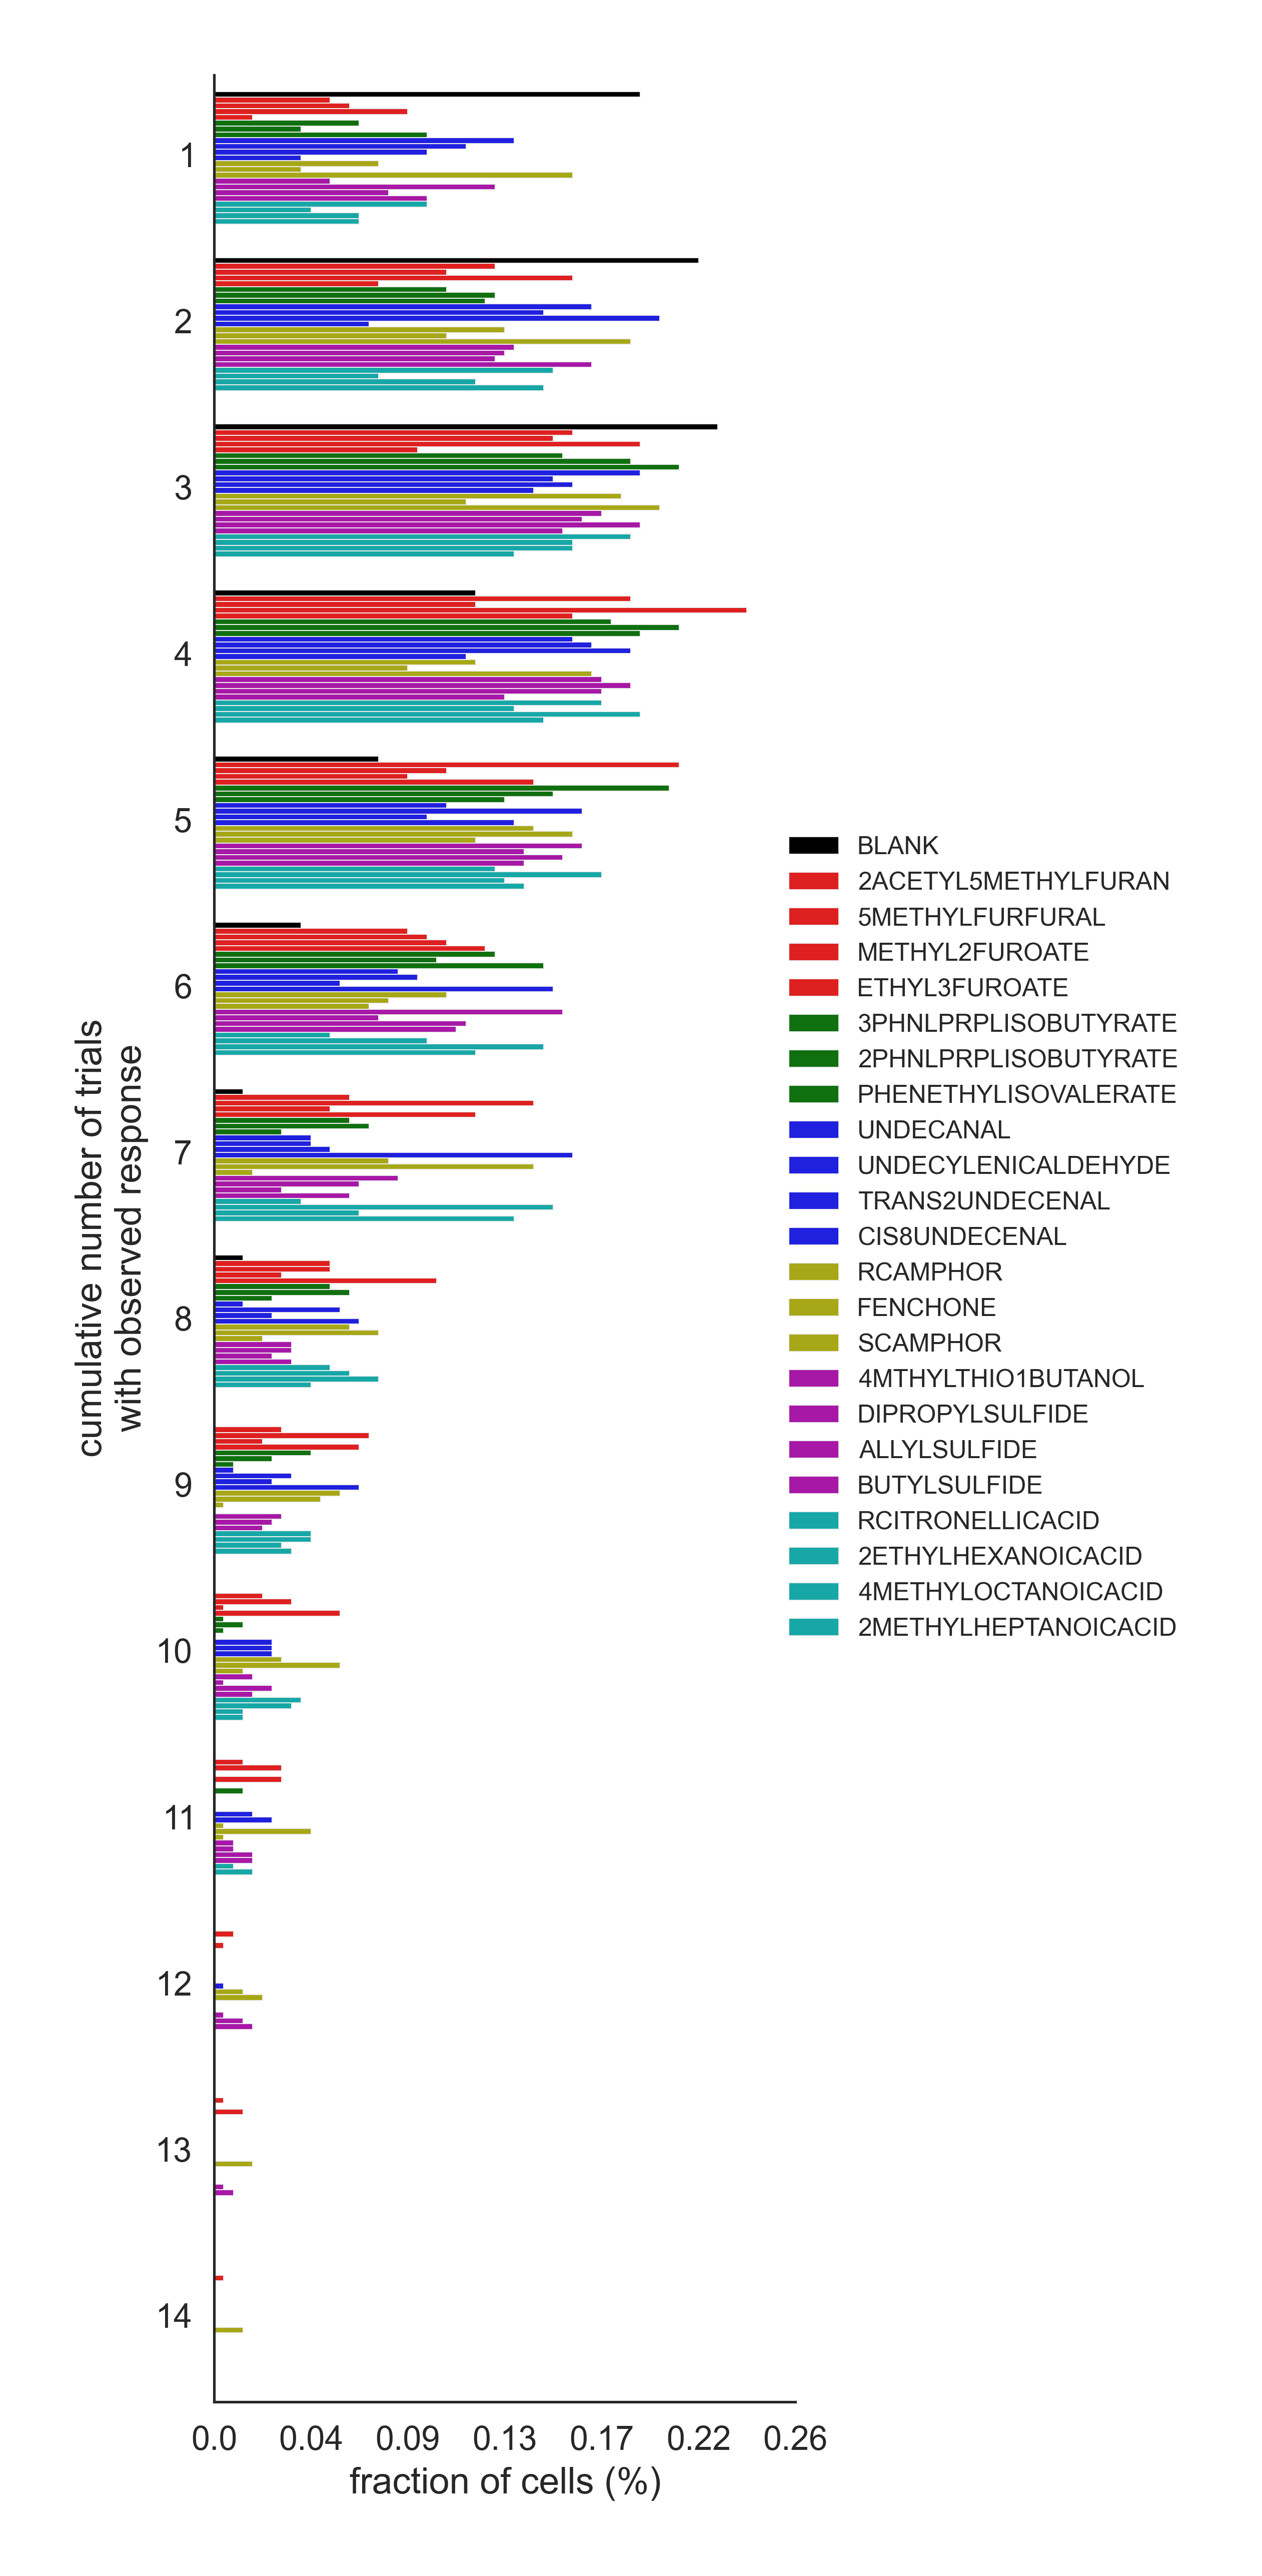 1
2
3
4
5
6
7
8
9
10
11
12
13
14
cumulative number of trials
with observed response
0.0 0.04 0.09 0.13 0.17 0.22 0.26
fraction of cells (%)
BLANK
2ACETYL5METHYLFURAN
5METHYLFURFURAL
METHYL2FUROATE
ETHYL3FUROATE
3PHNLPRPLISOBUTYRATE
2PHNLPRPLISOBUTYRATE
PHENETHYLISOVALERATE
UNDECANAL
UNDECYLENICALDEHYDE
TRANS2UNDECENAL
CIS8UNDECENAL
RCAMPHOR
FENCHONE
SCAMPHOR
4MTHYLTHIO1BUTANOL
DIPROPYLSULFIDE
ALLYLSULFIDE
BUTYLSULFIDE
RCITRONELLICACID
2ETHYLHEXANOICACID
4METHYLOCTANOICACID
2METHYLHEPTANOICACID